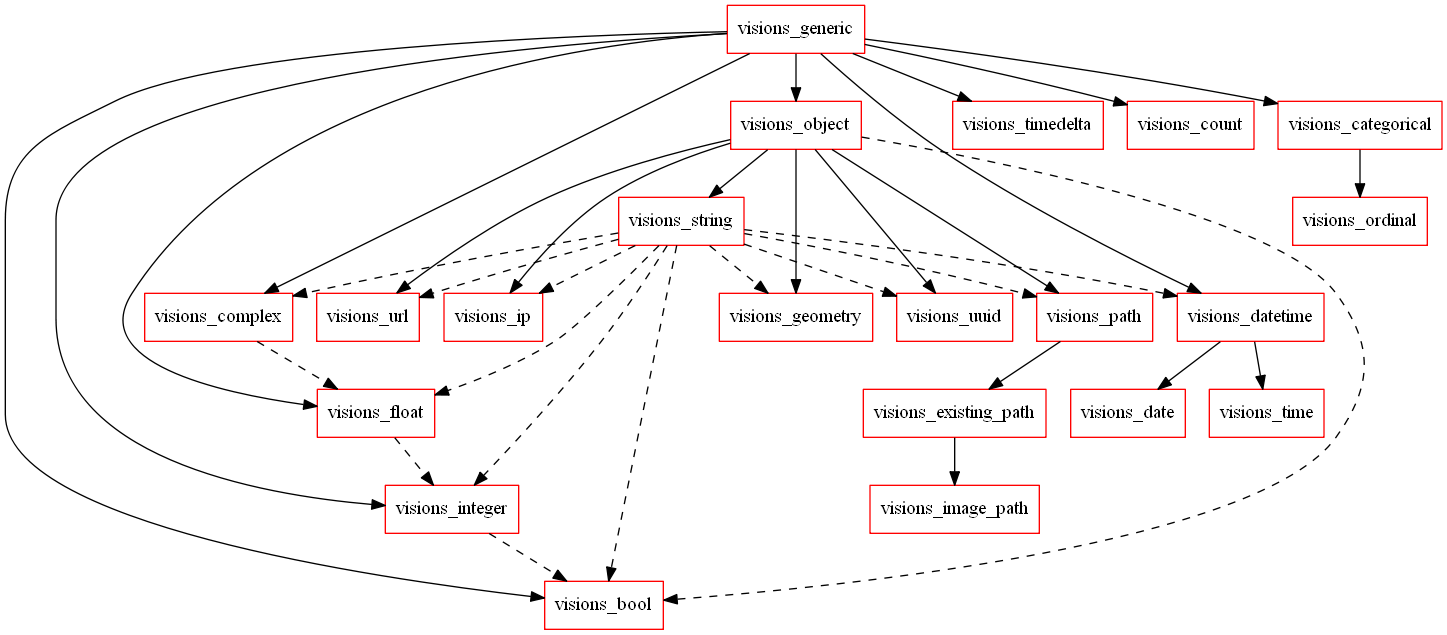 visions_generic
visions_object
visions_timedelta
visions_count
visions_categorical
visions_string
visions_ordinal
visions_complex
visions_url
visions_ip
visions_geometry
visions_uuid
visions_path
visions_datetime
visions_float
visions_existing_path
visions_date
visions_time
visions_integer
visions_image_path
visions_bool